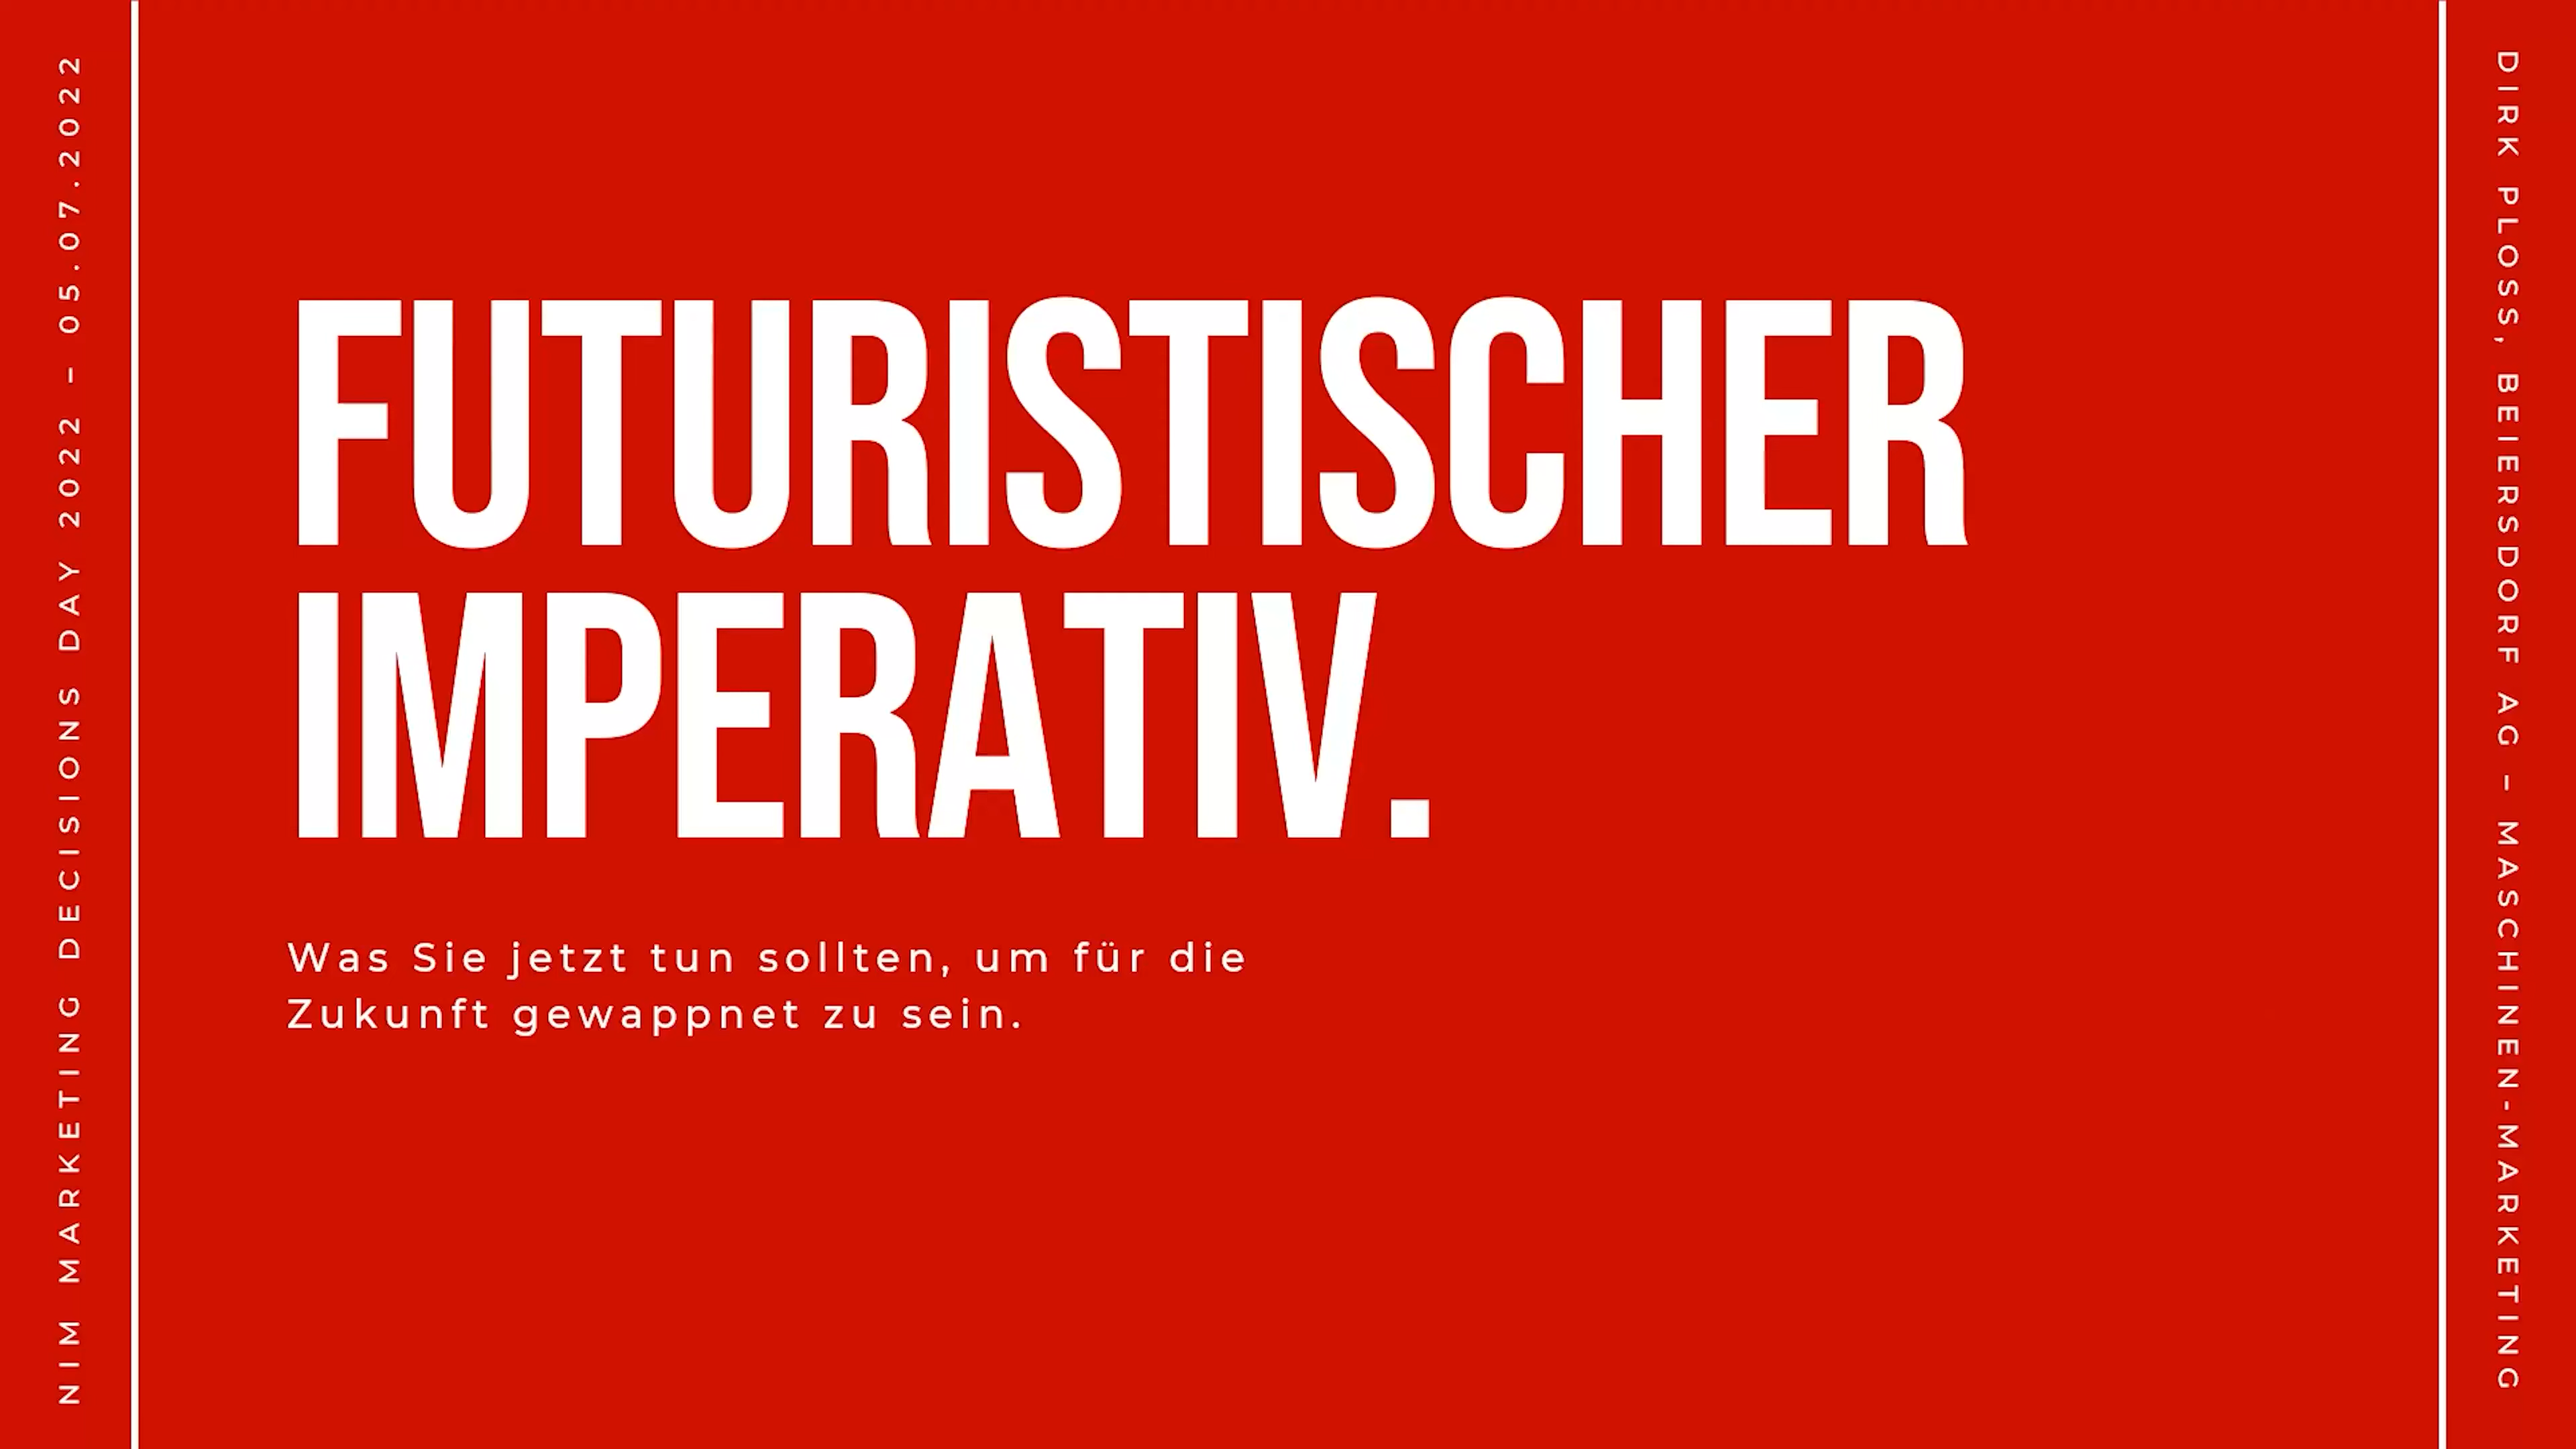 NIM MARKETING DECISIONS DAY 2022 – 05.07.2022
FUTURISTISCHER
IMPERATIV.
Was Sie jetzt tun sollten, um für die
Zukunft gewappnet zu sein.
DIRK PLOSS, BEIERSDORF AG – MASCHINEN-MARKETING